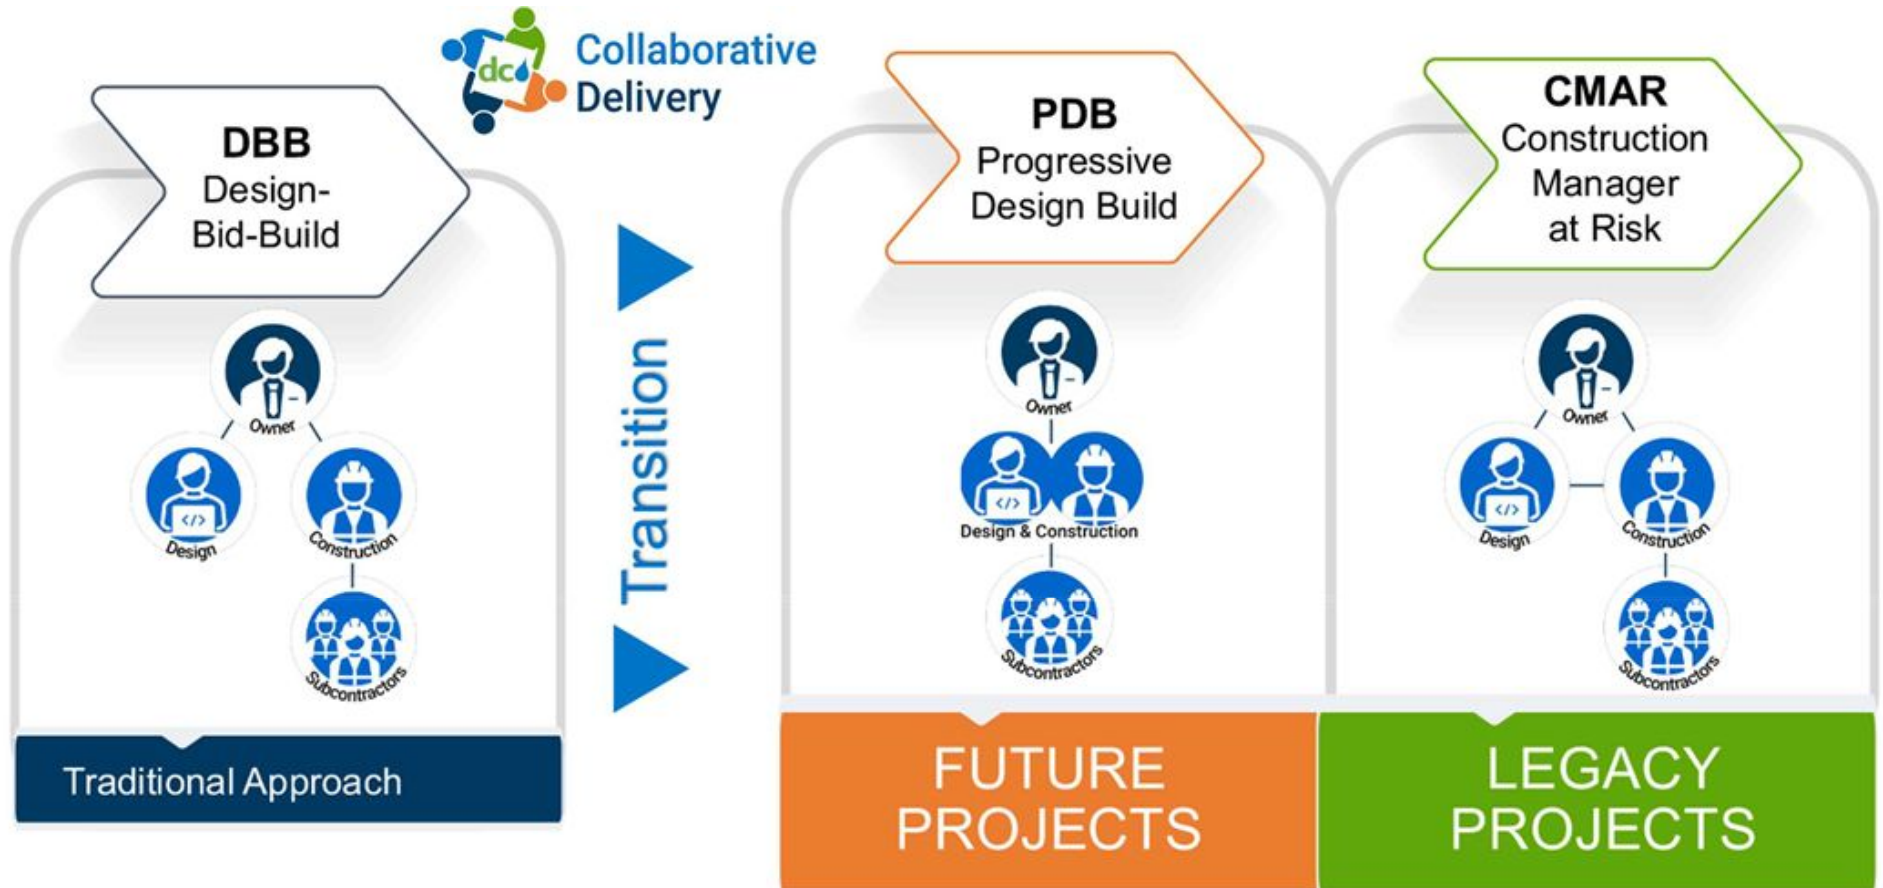 dc
Collaborative
Delivery
DBB
Design-
Bid-Build
Owner
Design
Construction
Subcontractors
Traditional Approach
Transition
PDB
Progressive
Design Build
Owner
</>
</>
Design & Construction
Subcontractors
FUTURE
PROJECTS
CMAR
Construction
Manager
at Risk
Owner
</>
Design
Construction
Subcontractors
LEGACY
PROJECTS